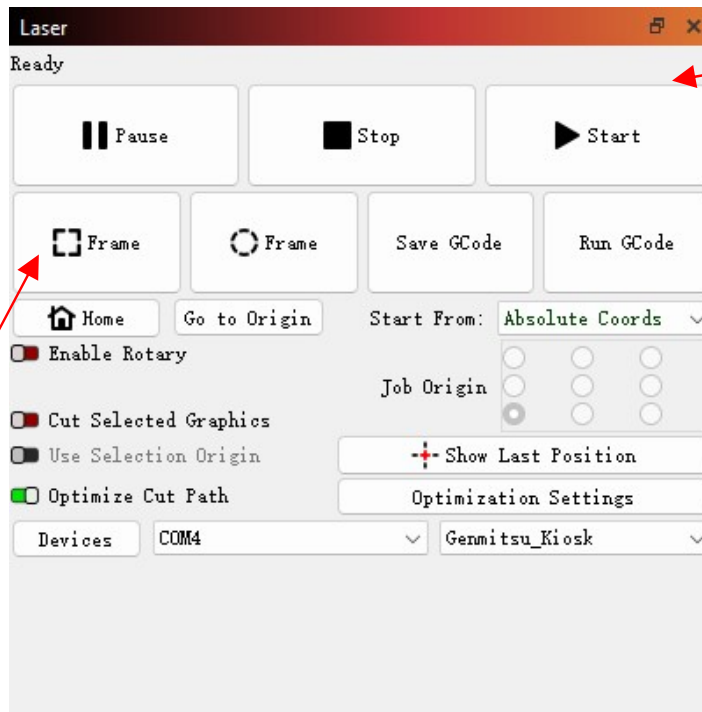 Laser
Ready
Pause Stop Start
Frame Frame Save GCode Run GCode
Home Go to Origin Start From: Absolute Coords
Enable Rotary
Job Origin
Cut Selected Graphics
Use Selection Origin Show Last Position
Optimize Cut Path Optimization Settings
Devices COM4 Genmitsu_Kiosk